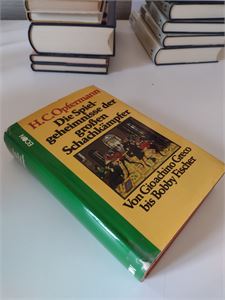 H.C.Opfermann
Die Spiel-
geheimnisse der
großen
Schachkämpfer
Von Gioachino Greco
bis Bobby Fischer